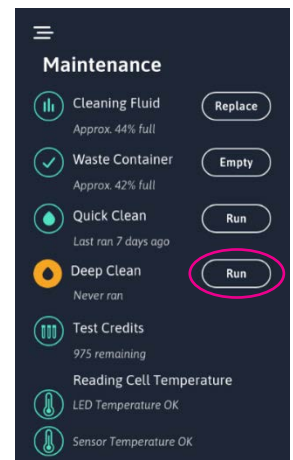 Maintenance
Cleaning Fluid
Replace
Approx. 44% full
Waste Container
Empty
Approx. 42% full
Quick Clean
Run
Last ran 7 days ago
Deep Clean
Run
Never ran
Test Credits
975 remaining
Reading Cell Temperature
LED Temperature OK
Sensor Temperature OK